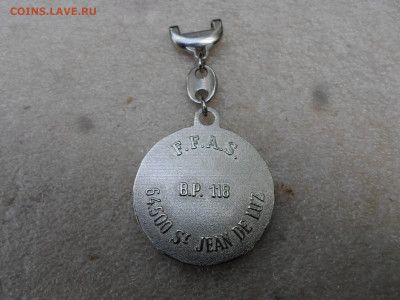 COINS.LAVE.RU
F.F.A.S.
B.P. 118
64500 St JEAN DE LUZ